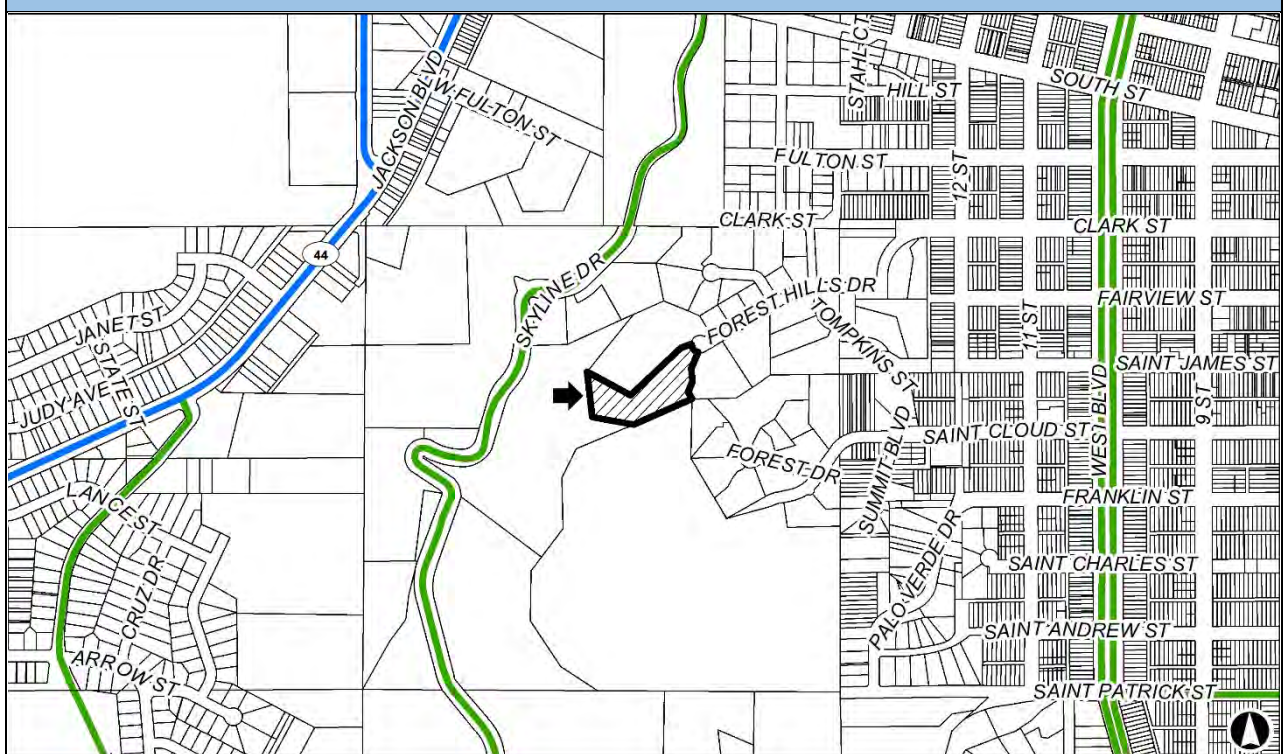 STAHL CT
SOUTH ST
HILL ST
JACKSON BLVD
W FULTON ST
FULTON ST
12 ST
CLARK ST
CLARK ST
44
SKYLINE DR
FOREST HILLS DR
FAIRVIEW ST
TOMPKINS ST
11 ST
JANET ST
STATE ST
SAINT JAMES ST
WEST BLVD
9 ST
JUDY AVE
SAINT CLOUD ST
SUMMIT BLVD
FOREST DR
FRANKLIN ST
LANCE ST
PALO VERDE DR
SAINT CHARLES ST
CRUZ DR
SAINT ANDREW ST
ARROW ST
SAINT PATRICK ST